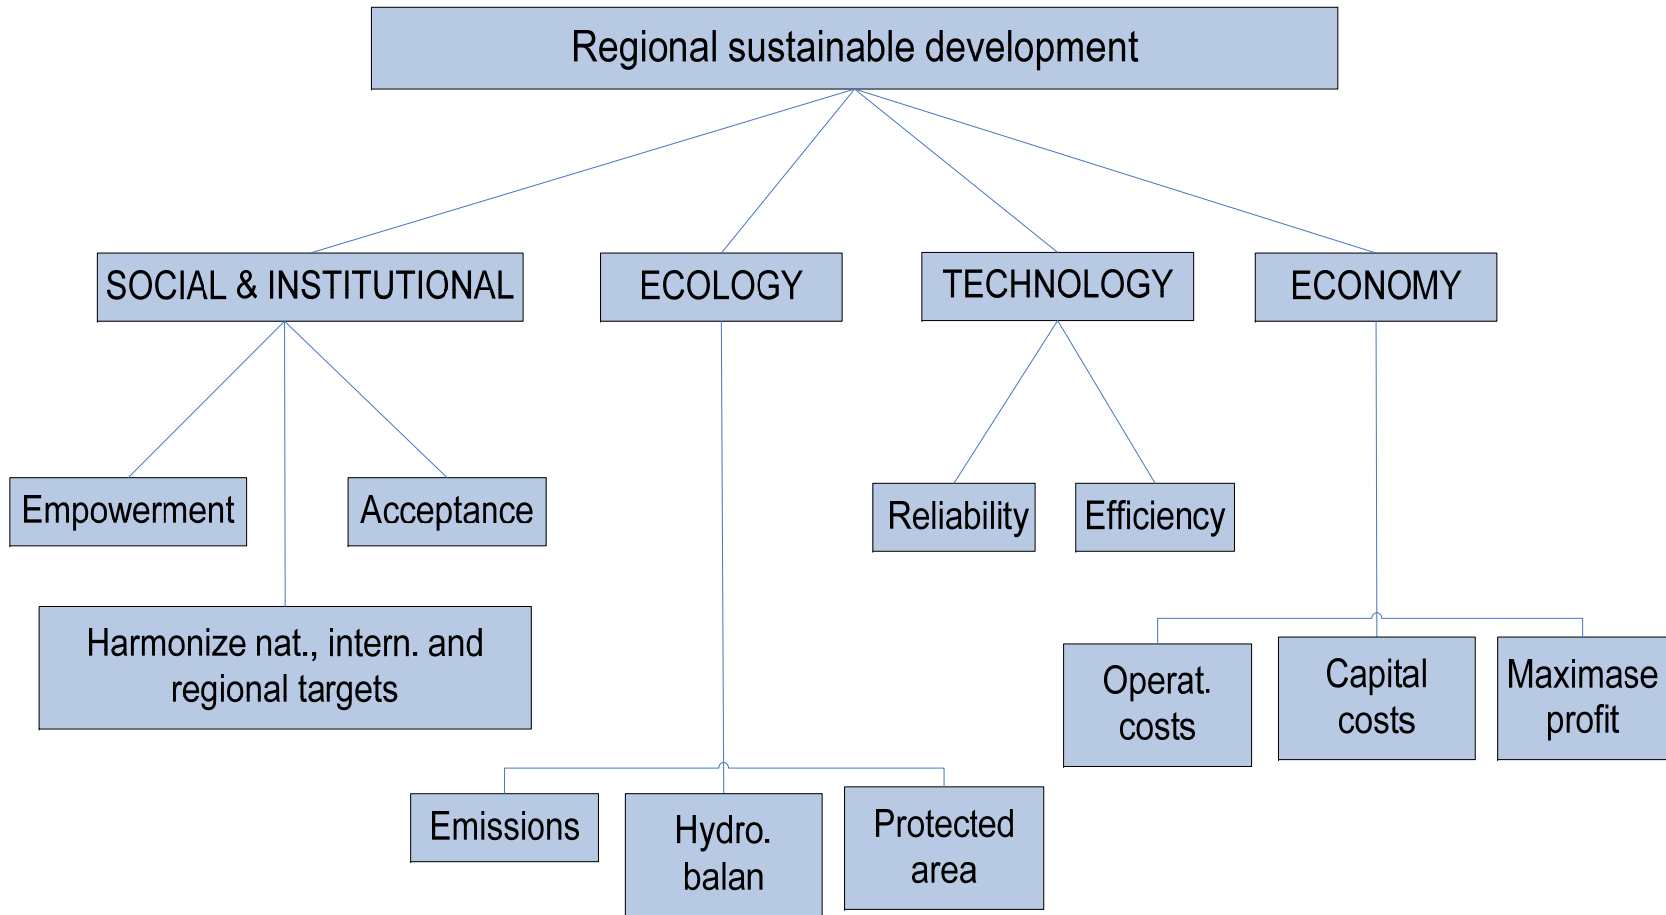 Regional sustainable development
SOCIAL & INSTITUTIONAL
ECOLOGY
TECHNOLOGY
ECONOMY
Empowerment
Acceptance
Reliability
Efficiency
Harmonize nat., intern. and
regional targets
Operat.
costs
Capital
costs
Maximase
profit
Emissions
Hydro.
balan
Protected
area